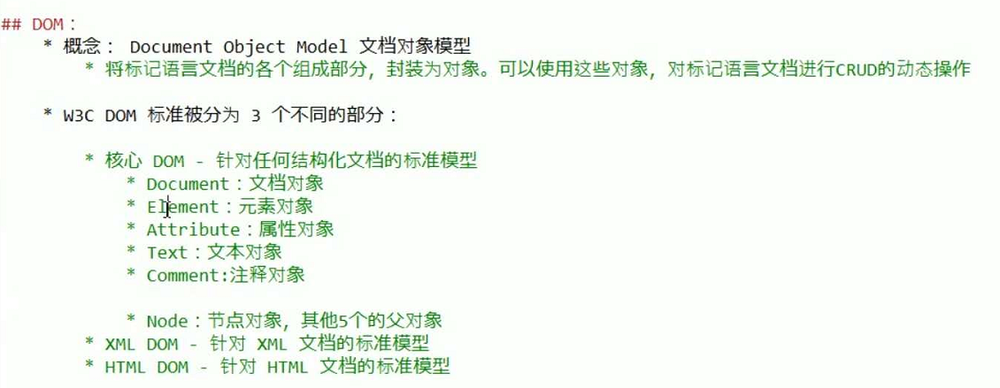 ## DOM：
* 概念： Document Object Model 文档对象模型
* 将标记语言文档的各个组成部分，封装为对象。可以使用这些对象，对标记语言文档进行CRUD的动态操作
* W3C DOM 标准被分为 3 个不同的部分：
* 核心 DOM - 针对任何结构化文档的标准模型
* Document：文档对象
* Element：元素对象
* Attribute：属性对象
* Text：文本对象
* Comment:注释对象
* Node：节点对象，其他5个的父对象
* XML DOM - 针对 XML 文档的标准模型
* HTML DOM - 针对 HTML 文档的标准模型